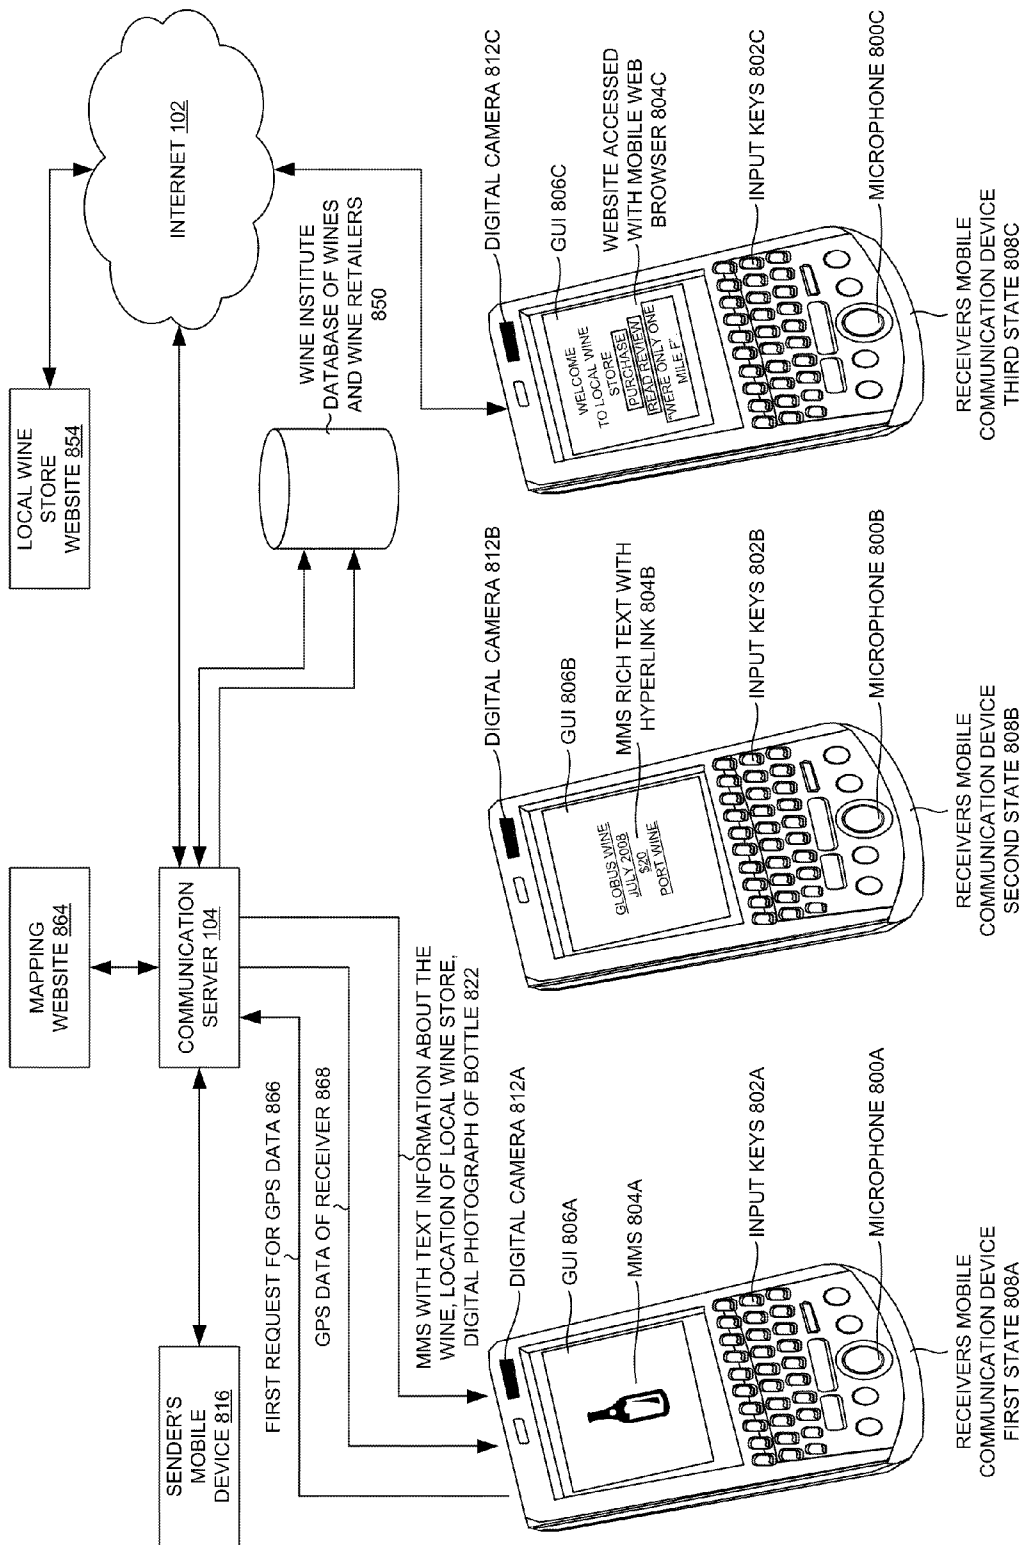 SENDER'S
MOBILE
DEVICE 816
MAPPING
WEBSITE 864
COMMUNICATION
SERVER 104
LOCAL WINE
STORE
WEBSITE 854
INTERNET 102
WINE INSTITUTE
DATABASE OF WINES
AND WINE RETAILERS
850
FIRST REQUEST FOR GPS DATA 866
GPS DATA OF RECEIVER 868
MMS WITH TEXT INFORMATION ABOUT THE
WINE, LOCATION OF LOCAL WINE STORE,
DIGITAL PHOTOGRAPH OF BOTTLE 822
DIGITAL CAMERA 812A
GUI 806A
MMS 804A
INPUT KEYS 802A
MICROPHONE 800A
RECEIVERS MOBILE
COMMUNICATION DEVICE
FIRST STATE 808A
DIGITAL CAMERA 812B
GUI 806B
GLOBUS WINE
JULY 2008
$20
PORT WINE
MMS RICH TEXT WITH
HYPERLINK 804B
INPUT KEYS 802B
MICROPHONE 800B
RECEIVERS MOBILE
COMMUNICATION DEVICE
SECOND STATE 808B
DIGITAL CAMERA 812C
GUI 806C
WELCOME
TO LOCAL WINE
STORE
PURCHASE
READ REVIEW
"WERE ONLY ONE
MILE F"
WEBSITE ACCESSED
WITH MOBILE WEB
BROWSER 804C
INPUT KEYS 802C
MICROPHONE 800C
RECEIVERS MOBILE
COMMUNICATION DEVICE
THIRD STATE 808C